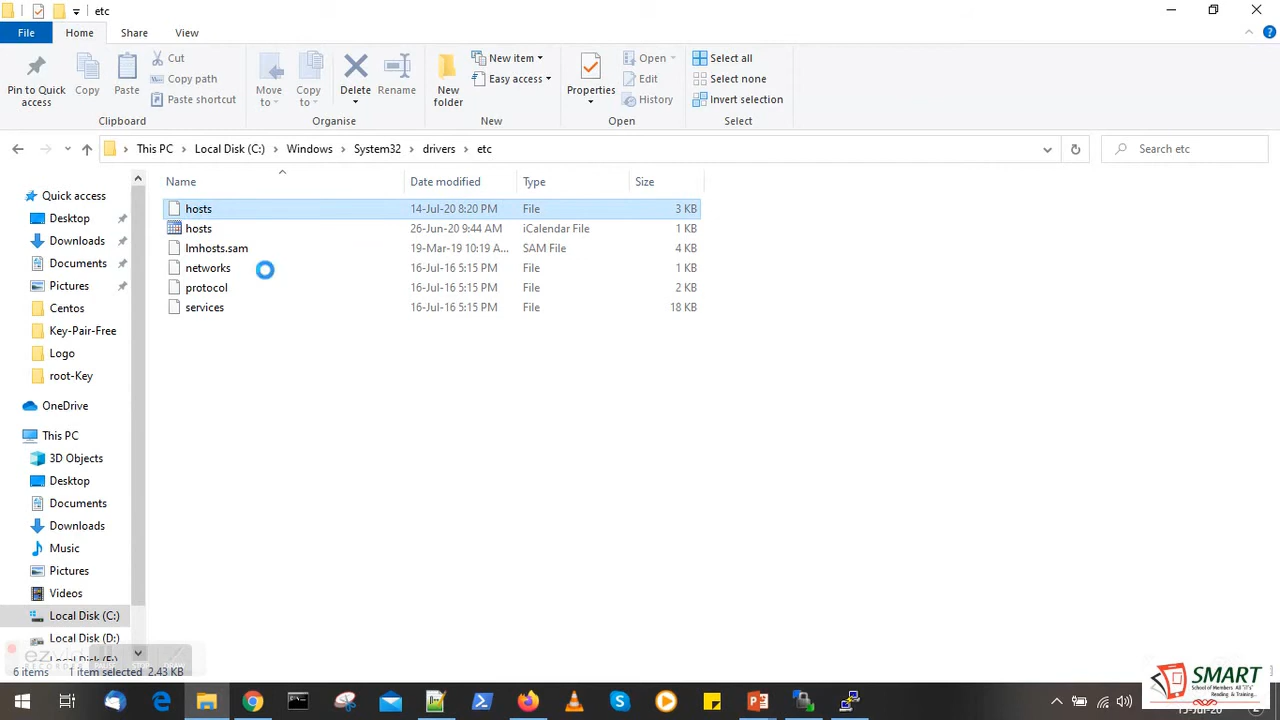 etc
File Home Share View
Pin to Quick access
Copy
Paste
Cut
Copy path
Paste shortcut
Clipboard
Move to
Copy to
Delete
Rename
Organise
New folder
New item
Easy access
New
Properties
Open
Edit
History
Open
Select all
Select none
Invert selection
Select
This PC Local Disk (C:) Windows System32 drivers etc
Search etc
Name Date modified Type Size
hosts 14-Jul-20 8:20 PM File 3 KB
hosts 26-Jun-20 9:44 AM iCalendar File 1 KB
lmhosts.sam 19-Mar-19 10:19 A... SAM File 4 KB
networks 16-Jul-16 5:15 PM File 1 KB
protocol 16-Jul-16 5:15 PM File 2 KB
services 16-Jul-16 5:15 PM File 18 KB
Quick access
Desktop
Downloads
Documents
Pictures
Centos
Key-Pair-Free
Logo
root-Key
OneDrive
This PC
3D Objects
Desktop
Documents
Downloads
Music
Pictures
Videos
Local Disk (C:)
Local Disk (D:)
6 items 1 item selected 2.43 KB
SMART
School of Members All "IT's"
Reading & Training...